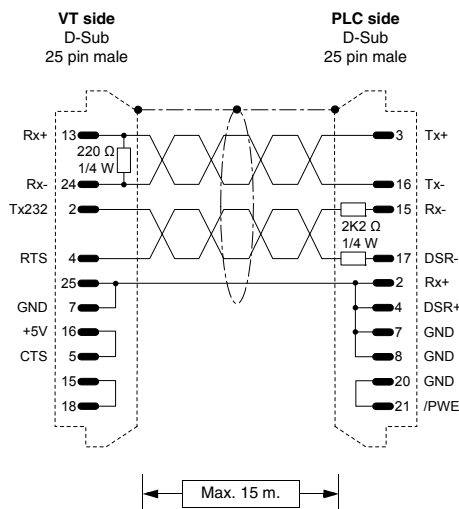 VT side
D-Sub
25 pin male
PLC side
D-Sub
25 pin male
Rx+ 13
3 Tx+
220 Ω
1/4 W
Rx- 24
16 Tx-
Tx232 2
15 Rx-
2K2 Ω
1/4 W
RTS 4
17 DSR-
25
2 Rx+
GND 7
4 DSR+
+5V 16
7 GND
CTS 5
8 GND
15
20 GND
18
21 /PWE
Max. 15 m.